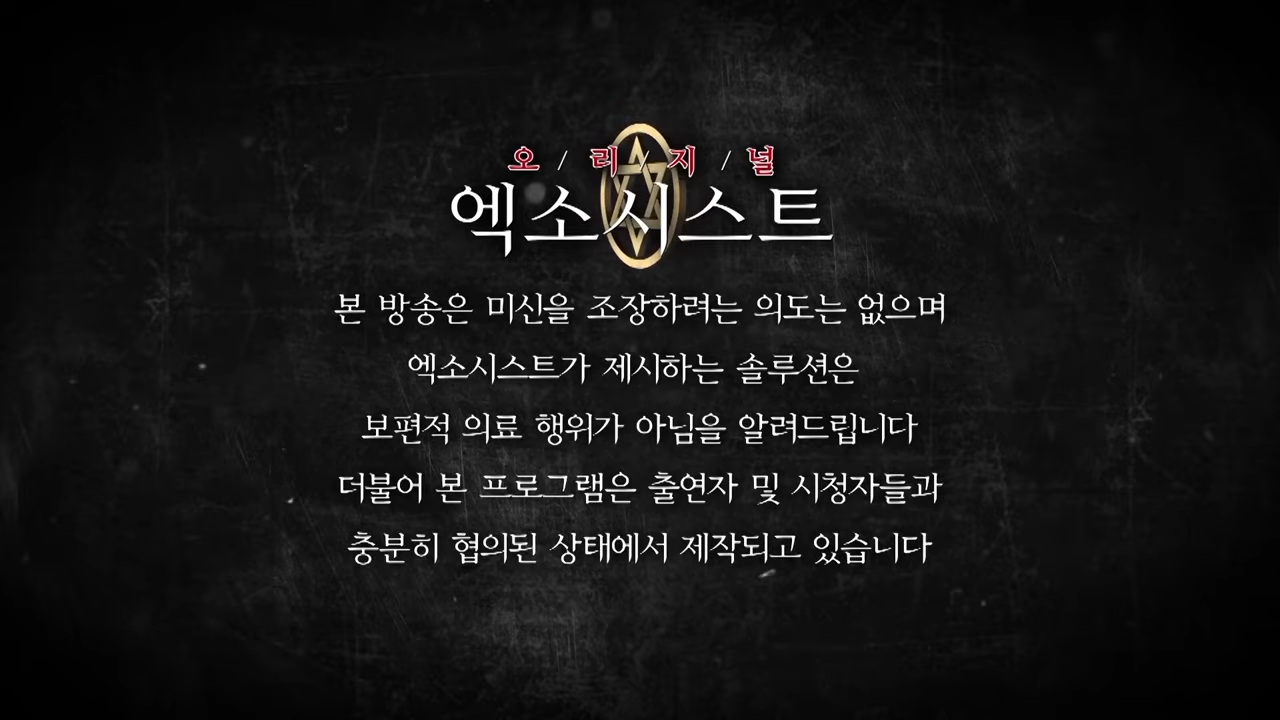 오/리/지/널
엑소시스트
본 방송은 미신을 조장하려는 의도는 없으며
엑소시스트가 제시하는 솔루션은
보편적 의료 행위가 아님을 알려드립니다
더불어 본 프로그램은 출연자 및 시청자들과
충분히 협의된 상태에서 제작되고 있습니다